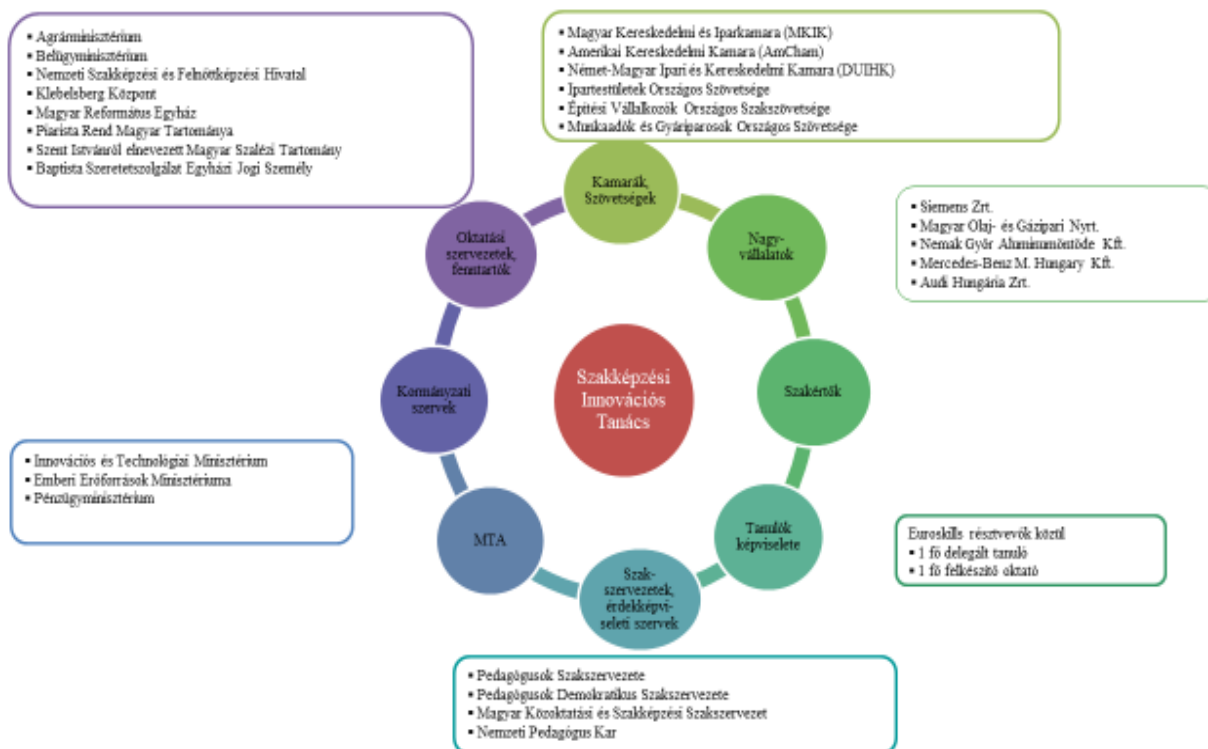 ▪ Agrárminisztérium
▪ Belügyminisztérium
▪ Nemzeti Szakképzési és Felnőttképzési Hivatal
▪ Klebelsberg Központ
▪ Magyar Református Egyház
▪ Piarista Rend Magyar Tartománya
▪ Szent Istvánról elnevezett Magyar Szalézi Tartomány
▪ Baptista Szeretetszolgálat Egyházi Jogi Személy
▪ Magyar Kereskedelmi és Iparkamara (MKIK)
▪ Amerikai Kereskedelmi Kamara (AmCham)
▪ Német-Magyar Ipari és Kereskedelmi Kamara (DUIHK)
▪ Ipartestületek Országos Szövetsége
▪ Építési Vállalkozók Országos Szakszövetsége
▪ Munkaadók és Gyáriparosok Országos Szövetsége
Kamarák,
Szövetségek
Nagy-
vállalatok
▪ Siemens Zrt.
▪ Magyar Olaj- és Gázipari Nyrt.
▪ Nemak Győr Alumíniumöntöde Kft.
▪ Mercedes-Benz M. Hungary Kft.
▪ Audi Hungária Zrt.
Oktatási
szervezetek,
fenntartók
Kormányzati
szervek
Szakképzési
Innovációs
Tanács
Szakértők
▪ Innovációs és Technológiai Minisztérium
▪ Emberi Erőforrások Minisztériuma
▪ Pénzügyminisztérium
MTA
Tanulók
képviselete
Euroskills résztvevők közül
▪ 1 fő delegált tanuló
▪ 1 fő felkészítő oktató
Szak-
szervezetek,
érdekképvi-
seleti szervek
▪ Pedagógusok Szakszervezete
▪ Pedagógusok Demokratikus Szakszervezete
▪ Magyar Közoktatási és Szakképzési Szakszervezet
▪ Nemzeti Pedagógus Kar